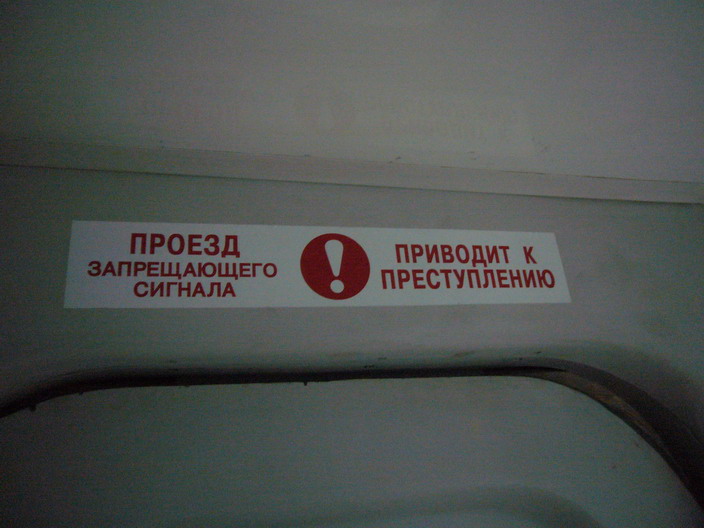 ПРОЕЗД
ЗАПРЕЩАЮЩЕГО
СИГНАЛА
!
ПРИВОДИТ К
ПРЕСТУПЛЕНИЮ